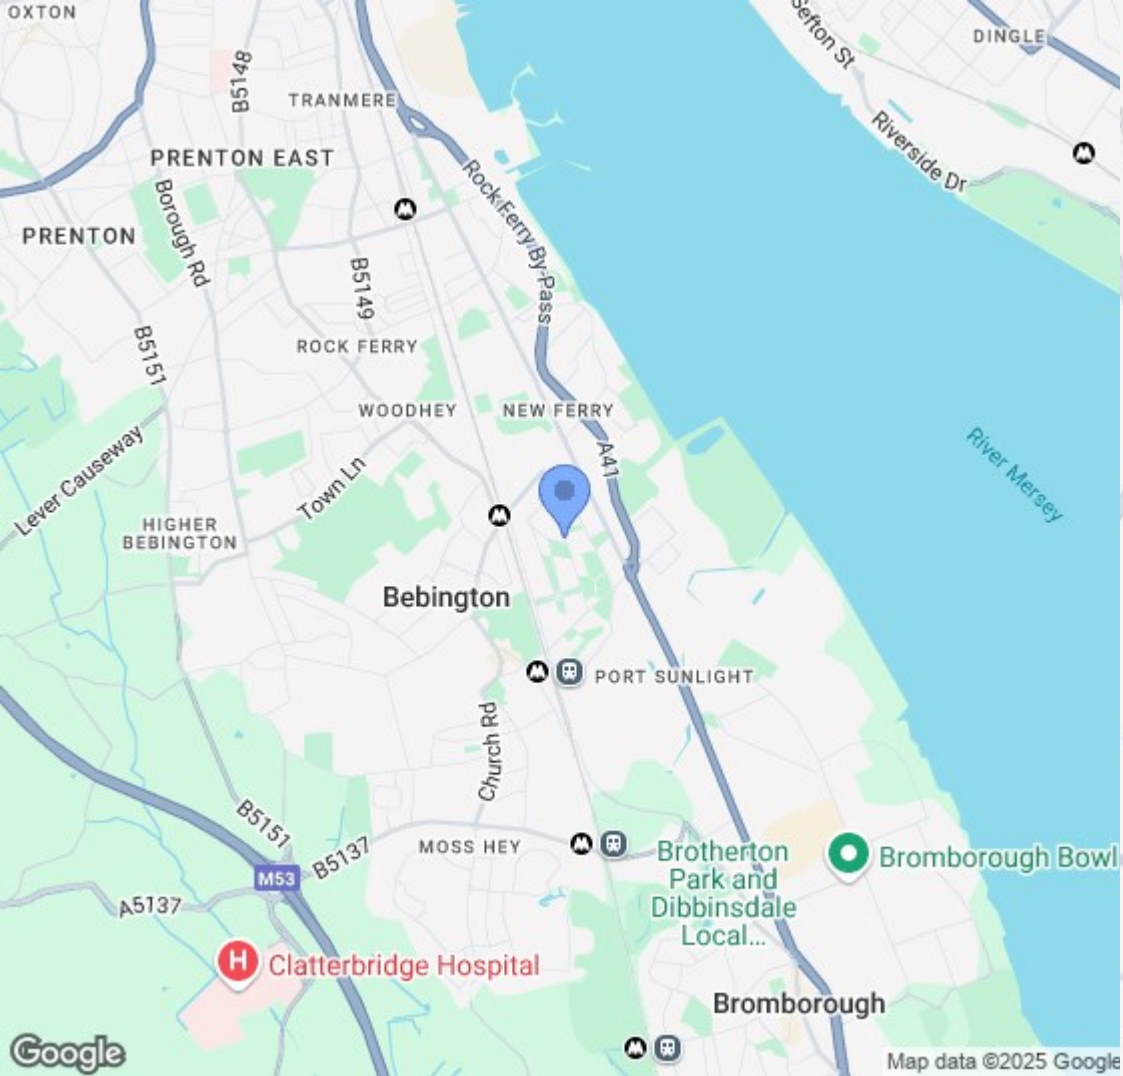 OXTON
Sefton St
DINGLE
B5148
TRANMERE
Riverside Dr
PRENTON EAST
Rock Ferry By-Pass
Borough Rd
PRENTON
B5149
B5151
ROCK FERRY
WOODHEY
NEW FERRY
Lever Causeway
A41
River Mersey
Town Ln
HIGHER
BEBINGTON
Bebington
PORT SUNLIGHT
Church Rd
B5151
B5137
MOSS HEY
Brotherton
Park and
Dibbinsdale
Local...
Bromborough Bowl
M53
A5137
H
Clatterbridge Hospital
Bromborough
Google
Map data ©2025 Google